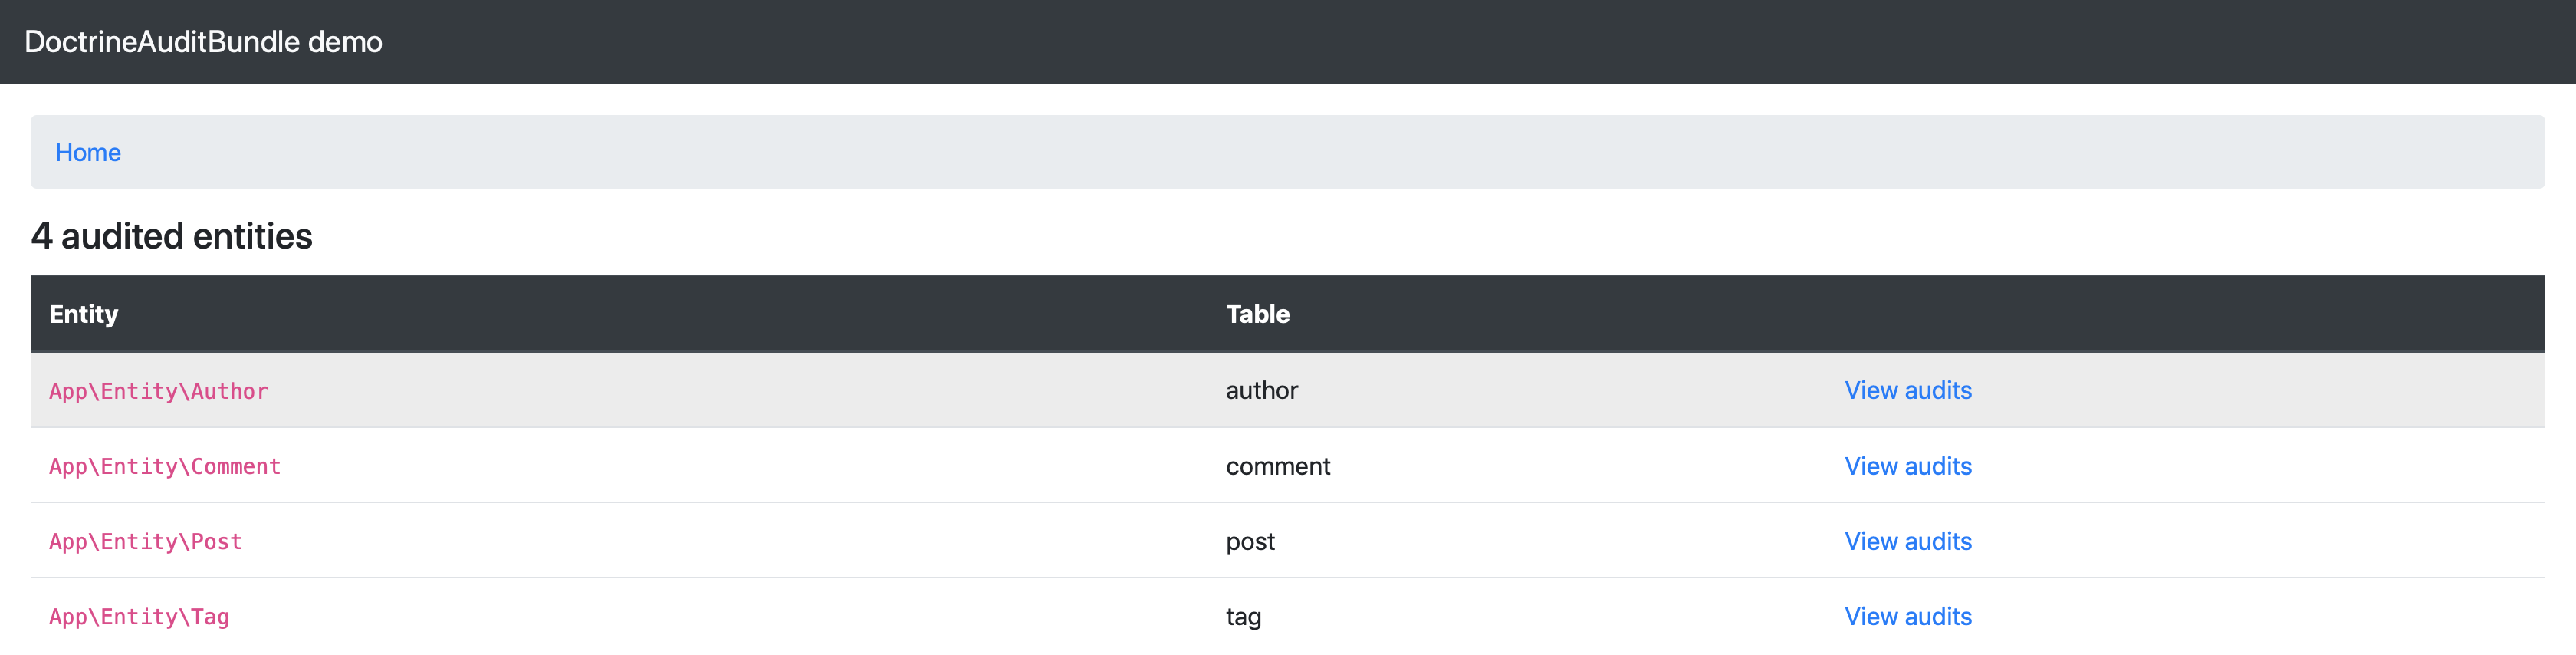 DoctrineAuditBundle demo
Home
4 audited entities
Entity Table
App\Entity\Author author View audits
App\Entity\Comment comment View audits
App\Entity\Post post View audits
App\Entity\Tag tag View audits